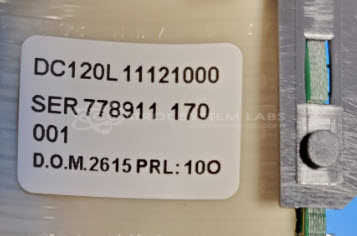 DC120L 11121000
SER 778911 170
001
D.O.M. 2615 PRL: 10O